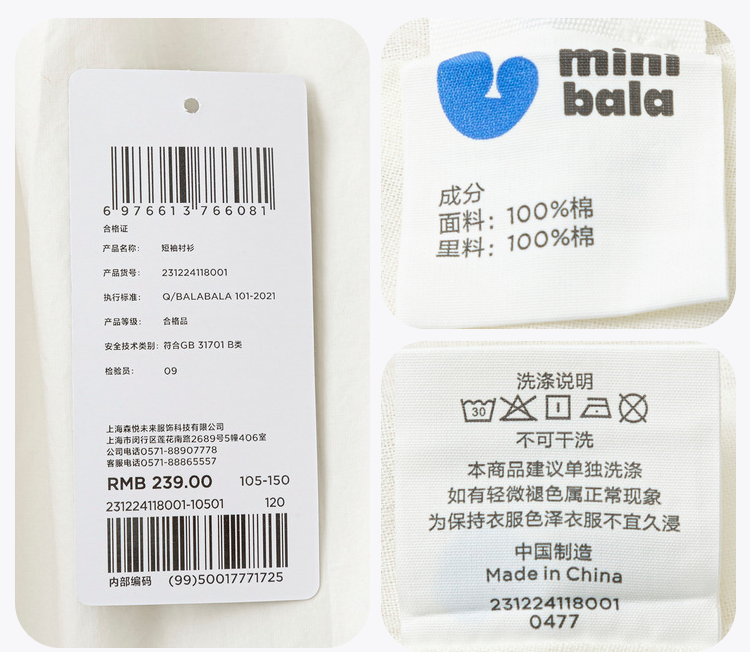 6 976613 766081
合格证
产品名称： 短袖衬衫
产品货号： 231224118001
执行标准： Q/BALABALA 101-2021
产品等级： 合格品
安全技术类别：符合GB 31701 B类
检验员： 09
上海森悦未来服饰科技有限公司
上海市闵行区莲花南路2689号5幢406室
公司电话0571-88907778
客服电话0571-88865557
RMB 239.00 105-150
231224118001-10501 120
内部编码 (99)50017771725
mini
bala
成分
面料：100%棉
里料：100%棉
洗涤说明
30
不可干洗
本商品建议单独洗涤
如有轻微褪色属正常现象
为保持衣服色泽衣服不宜久浸
中国制造
Made in China
231224118001
0477